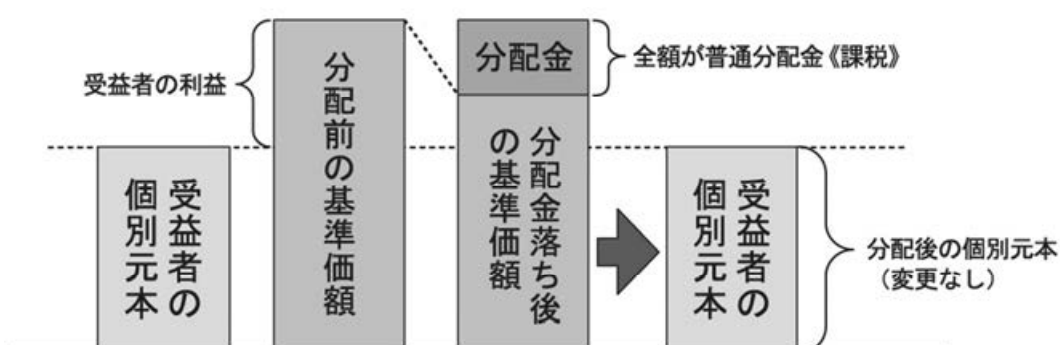 受益者の利益
受益者の
個別元本
分配前の基準価額
分配金
分配金落ち後
の基準価額
全額が普通分配金《課税》
受益者の
個別元本
分配後の個別元本
（変更なし）